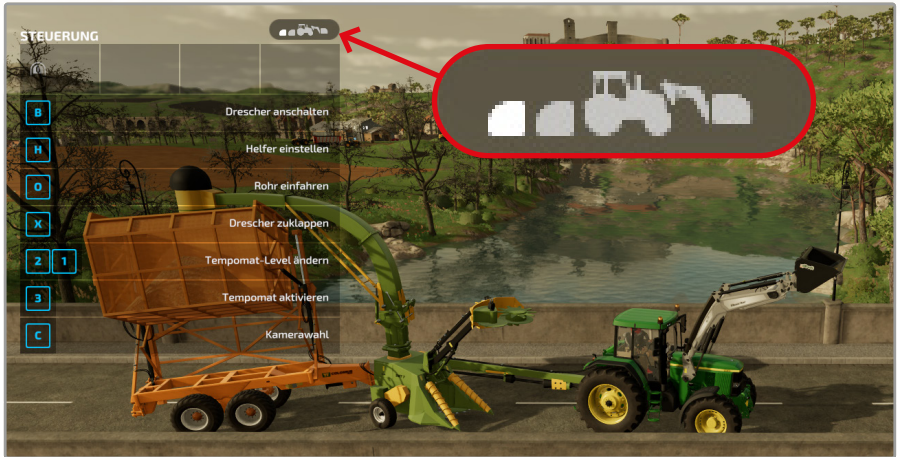 STEUERUNG
B Drescher anschalten
H Helfer einstellen
O Rohr einfahren
X Drescher zuklappen
2 1 Tempomat-Level ändern
3 Tempomat aktivieren
C Kamerawahl